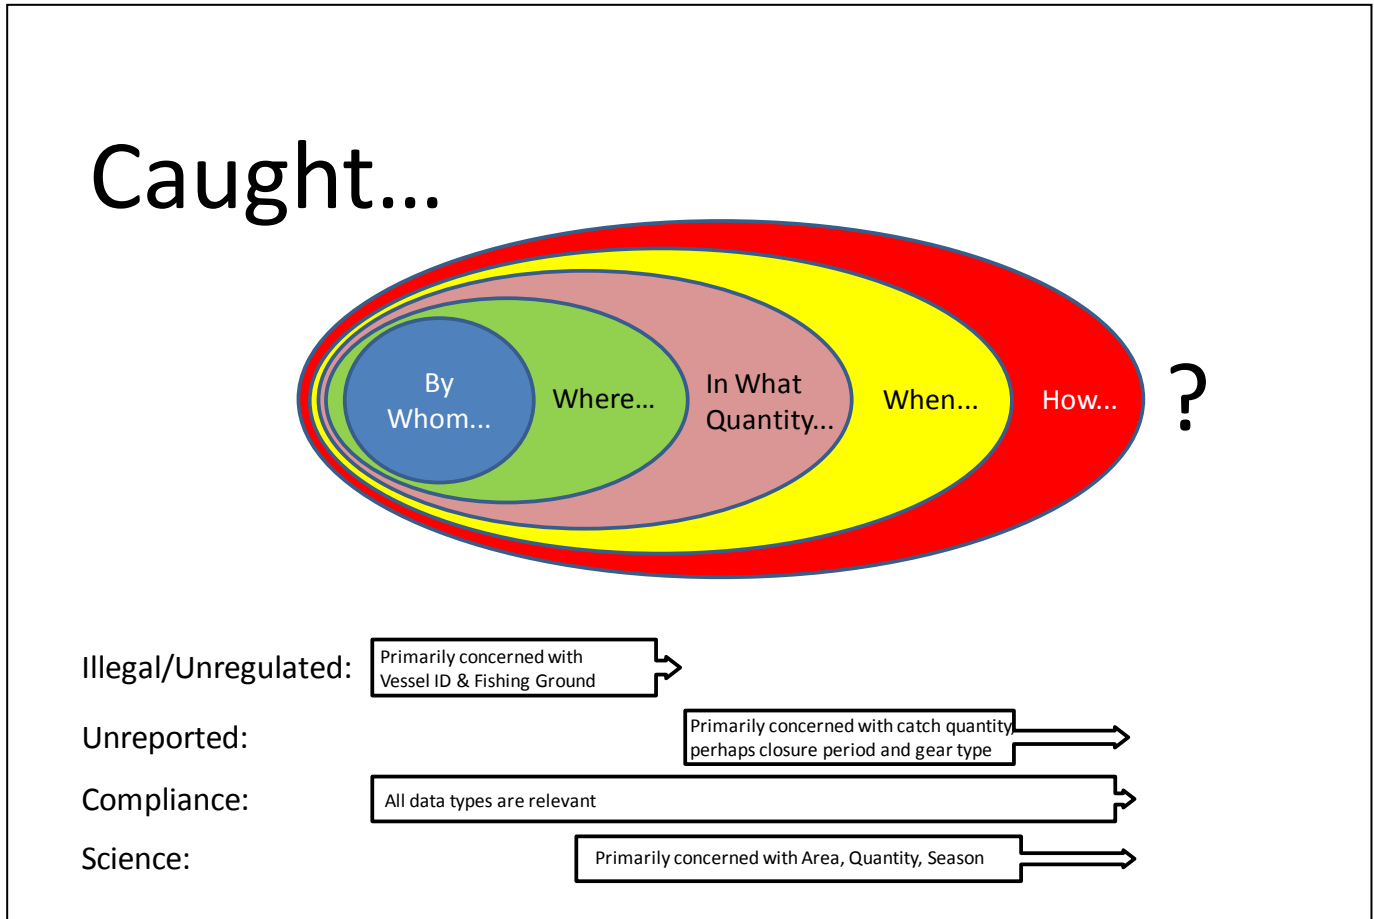 Caught...
By
Whom...
Where...
In What
Quantity...
When...
How...
?
Illegal/Unregulated:
Primarily concerned with
Vessel ID & Fishing Ground
Unreported:
Primarily concerned with catch quantity,
perhaps closure period and gear type
Compliance:
All data types are relevant
Science:
Primarily concerned with Area, Quantity, Season